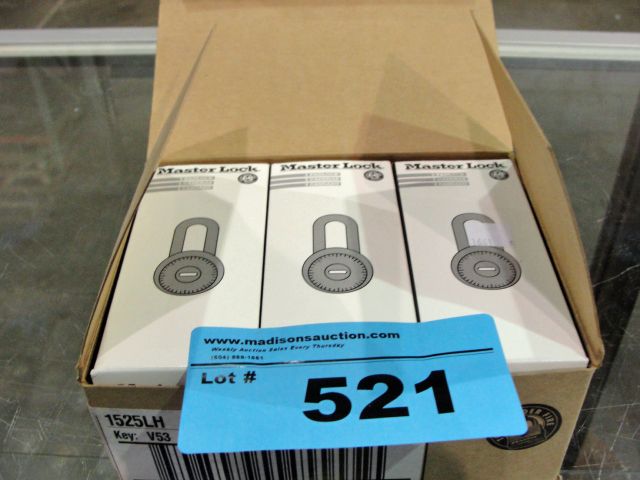 Master Lock
Master Lock
Master Lock
www.madisonsauction.com
Weekly Auction Sales Every Thursday
Lot # 521
1525LH
Key: V53